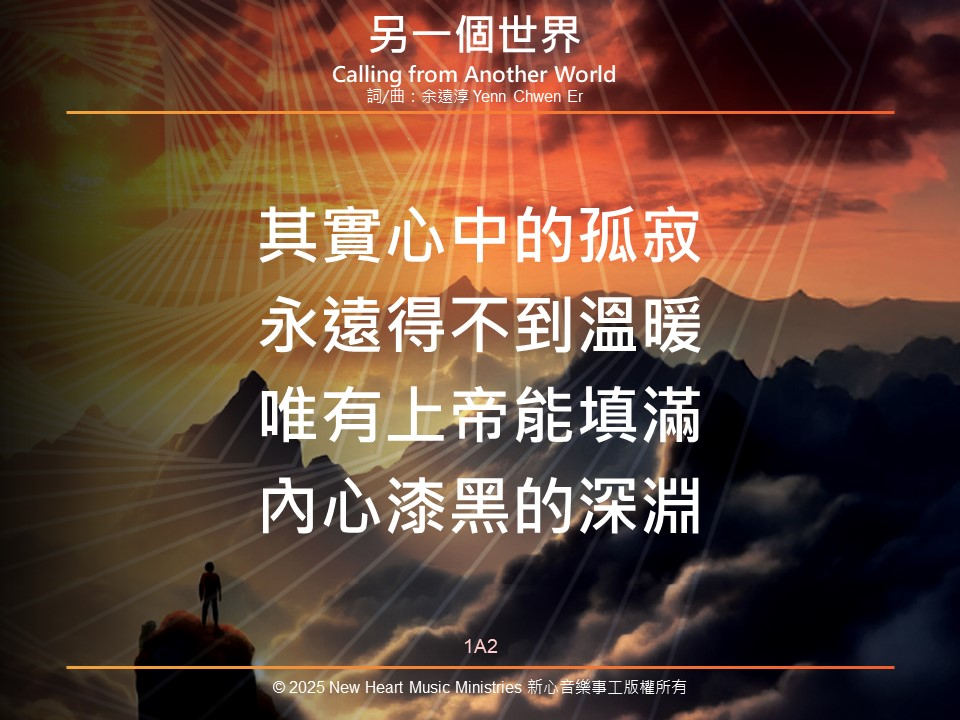 另一個世界
Calling from Another World
詞/曲：余遠淳 Yenn Chwen Er
其實心中的孤寂
永遠得不到溫暖
唯有上帝能填滿
內心漆黑的深淵
1A2
© 2025 New Heart Music Ministries 新心音樂事工版權所有